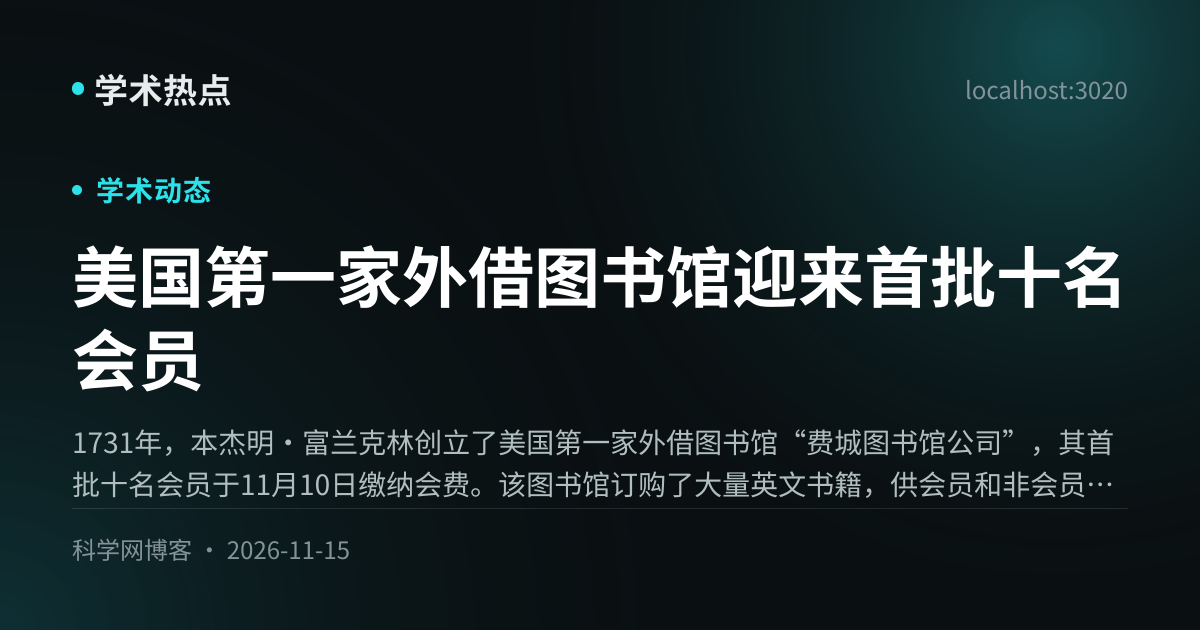 学术热点
localhost:3020
学术动态
美国第一家外借图书馆迎来首批十名
会员
1731年，本杰明·富兰克林创立了美国第一家外借图书馆“费城图书馆公司”，其首
批十名会员于11月10日缴纳会费。该图书馆订购了大量英文书籍，供会员和非会员…
科学网博客 · 2026-11-15